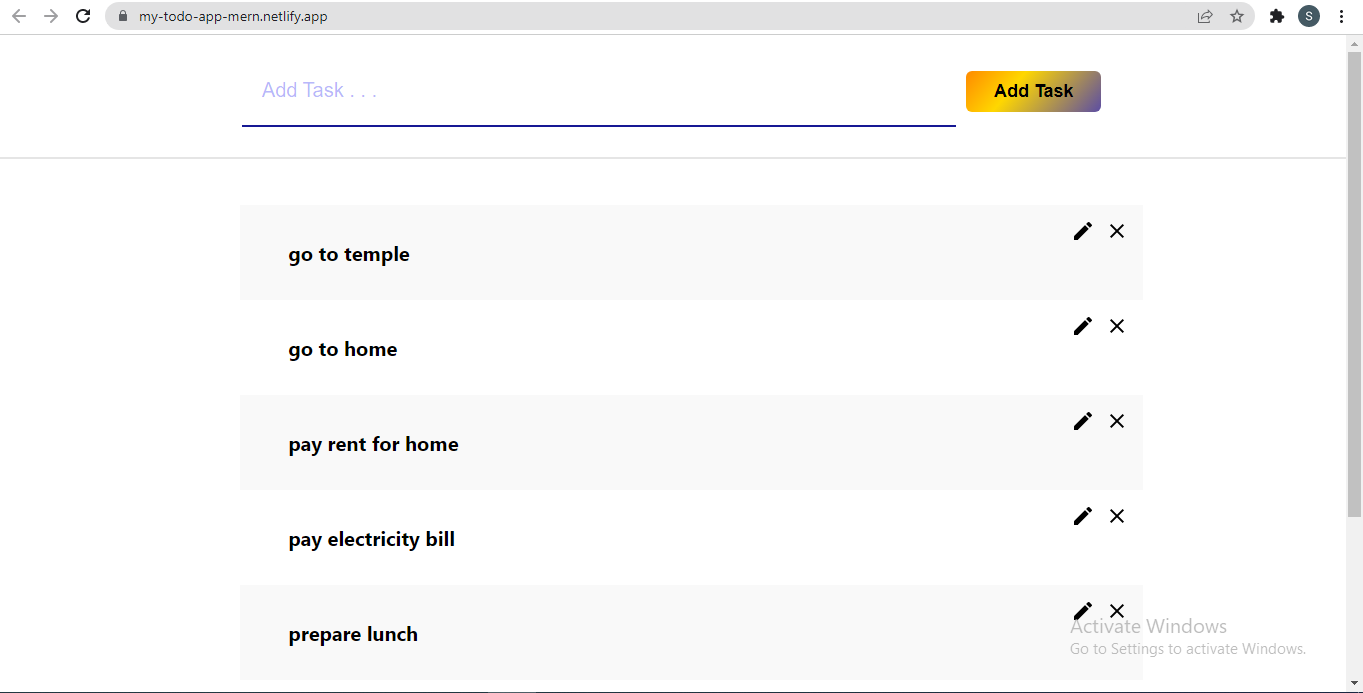 my-todo-app-mern.netlify.app
S
Add Task . . .
Add Task
go to temple
go to home
pay rent for home
pay electricity bill
prepare lunch
Activate Windows
Go to Settings to activate Windows.